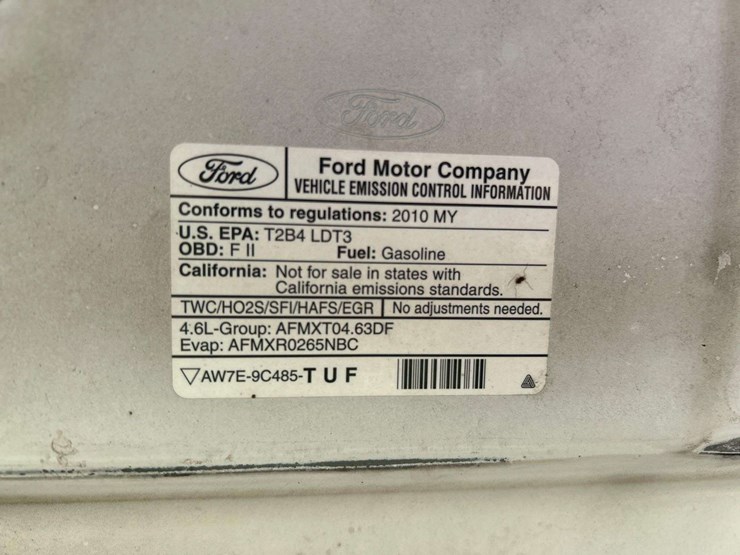 Ford
Ford
Ford Motor Company
VEHICLE EMISSION CONTROL INFORMATION
Conforms to regulations: 2010 MY
U.S. EPA: T2B4 LDT3
OBD: F II Fuel: Gasoline
California: Not for sale in states with
California emissions standards.
TWC/HO2S/SFI/HAFS/EGR No adjustments needed.
4.6L-Group: AFMXT04.63DF
Evap: AFMXR0265NBC
AW7E-9C485-T U F